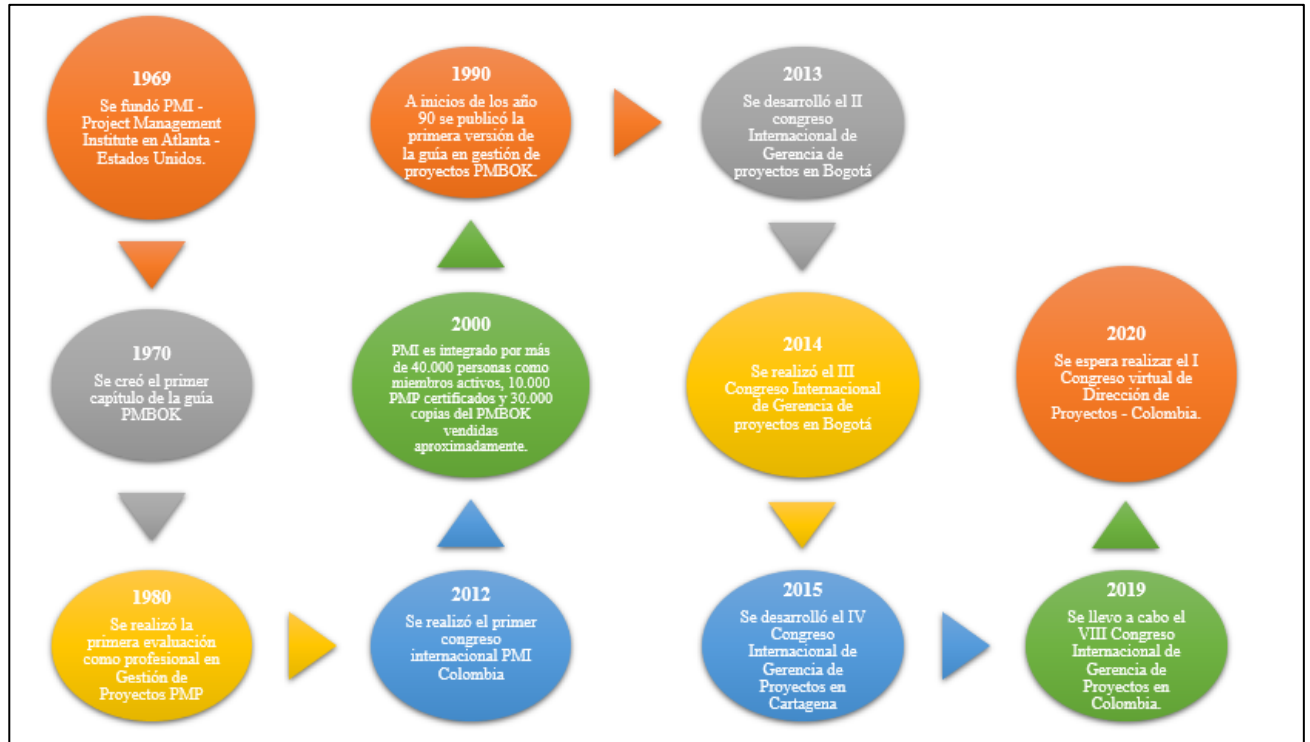 1969
Se fundó PMI -
Project Management
Institute en Atlanta -
Estados Unidos.
1970
Se creó el primer
capítulo de la guía
PMBOK
1980
Se realizó la
primera evaluación
como profesional en
Gestión de
Proyectos PMP
2012
Se realizó el primer
congreso
internacional PMI
Colombia
2000
PMI es integrado por más
de 40.000 personas como
miembros activos, 10.000
PMP certificados y 30.000
copias del PMBOK
vendidas
aproximadamente.
1990
A inicios de los año
90 se publicó la
primera versión de
la guía en gestión de
proyectos PMBOK.
2013
Se desarrolló el II
congreso
Internacional de
Gerencia de
proyectos en Bogotá
2014
Se realizó el III
Congreso Internacional
de Gerencia de
proyectos en Bogotá
2015
Se desarrolló el IV
Congreso
Internacional de
Gerencia de
Proyectos en
Cartagena
2019
Se llevo a cabo el
VIII Congreso
Internacional de
Gerencia de
Proyectos en
Colombia.
2020
Se espera realizar el I
Congreso virtual de
Dirección de
Proyectos - Colombia.